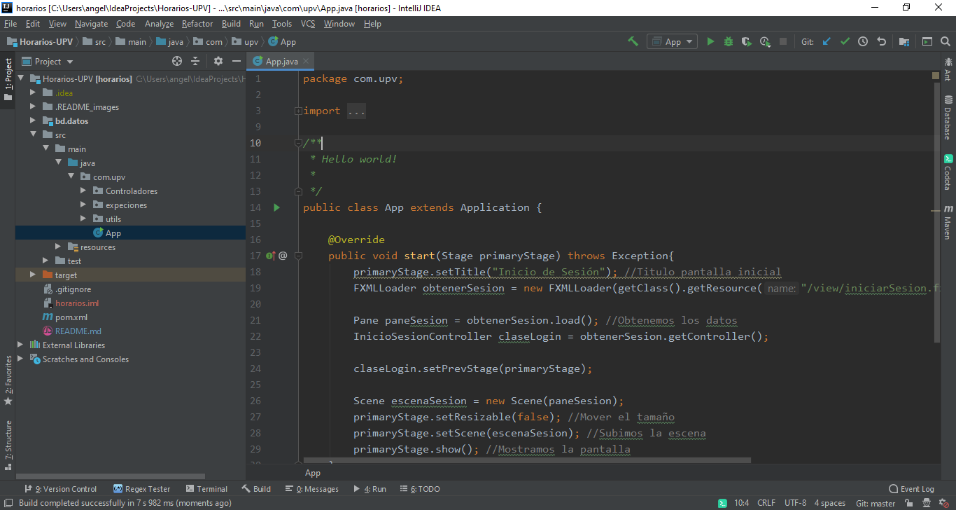 horarios [C:\Users\angel\IdeaProjects\Horarios-UPV] - ...\src\main\java\com\upv\App.java [horarios] - IntelliJ IDEA
File Edit View Navigate Code Analyze Refactor Build Run Tools VCS Window Help
Horarios-UPV src main java com upv App
App
Git:
1: Project
Project
App.java
Horarios-UPV [horarios] C:\Users\angel\IdeaProjects\H
.idea
.README_images
bd.datos
src
main
java
com.upv
Controladores
expeciones
utils
App
resources
test
target
.gitignore
horarios.iml
pom.xml
README.md
External Libraries
Scratches and Consoles
2: Favorites
7: Structure
1 package com.upv;
2
3 import ...
9
10 /**
11 * Hello world!
12 *
13 */
14 public class App extends Application {
15
16 @Override
17 public void start(Stage primaryStage) throws Exception{
18 primaryStage.setTitle("Inicio de Sesión"); //Titulo pantalla inicial
19 FXMLLoader obtenerSesion = new FXMLLoader(getClass().getResource( name: "/view/iniciarSesion.f
20
21 Pane paneSesion = obtenerSesion.load(); //Obtenemos los datos
22 InicioSesionController claseLogin = obtenerSesion.getController();
23
24 claseLogin.setPrevStage(primaryStage);
25
26 Scene escenaSesion = new Scene(paneSesion);
27 primaryStage.setResizable(false); //Mover el tamaño
28 primaryStage.setScene(escenaSesion); //Subimos la escena
29 primaryStage.show(); //Mostramos la pantalla
App
Ant
Database
Codota
Maven
9: Version Control Regex Tester Terminal Build 0: Messages 4: Run 6: TODO Event Log
Build completed successfully in 7 s 982 ms (moments ago)
10:4 CRLF UTF-8 4 spaces Git: master